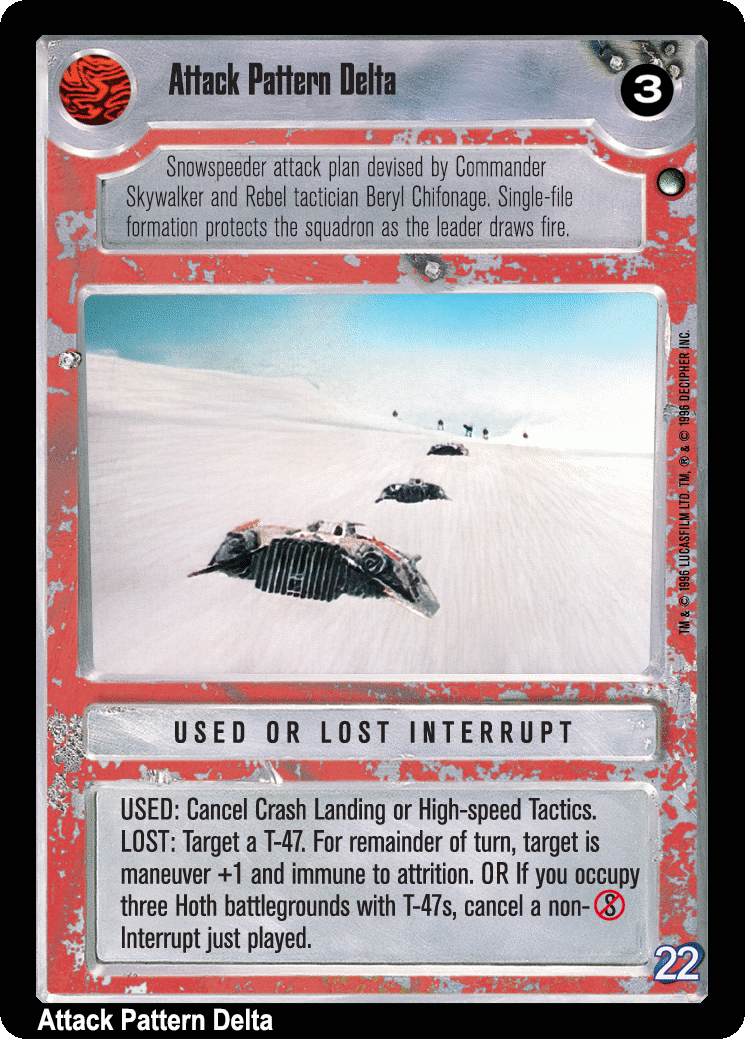 Attack Pattern Delta
3
Snowspeeder attack plan devised by Commander
Skywalker and Rebel tactician Beryl Chifonage. Single-file
formation protects the squadron as the leader draws fire.
TM & © 1996 LUCASFILM LTD. TM, ® & © 1996 DECIPHER INC.
USED OR LOST INTERRUPT
USED: Cancel Crash Landing or High-speed Tactics.
LOST: Target a T-47. For remainder of turn, target is
maneuver +1 and immune to attrition. OR If you occupy
three Hoth battlegrounds with T-47s, cancel a non-
Interrupt just played.
22
Attack Pattern Delta